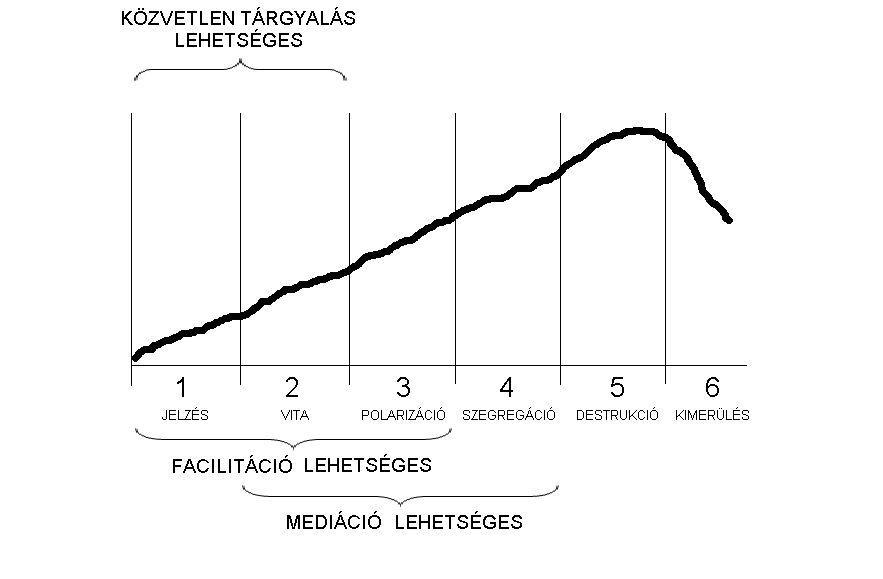 KÖZVETLEN TÁRGYALÁS
LEHETSÉGES
1 2 3 4 5 6
JELZÉS VITA POLARIZÁCIÓ SZEGREGÁCIÓ DESTRUKCIÓ KIMERÜLÉS
FACILITÁCIÓ LEHETSÉGES
MEDIÁCIÓ LEHETSÉGES